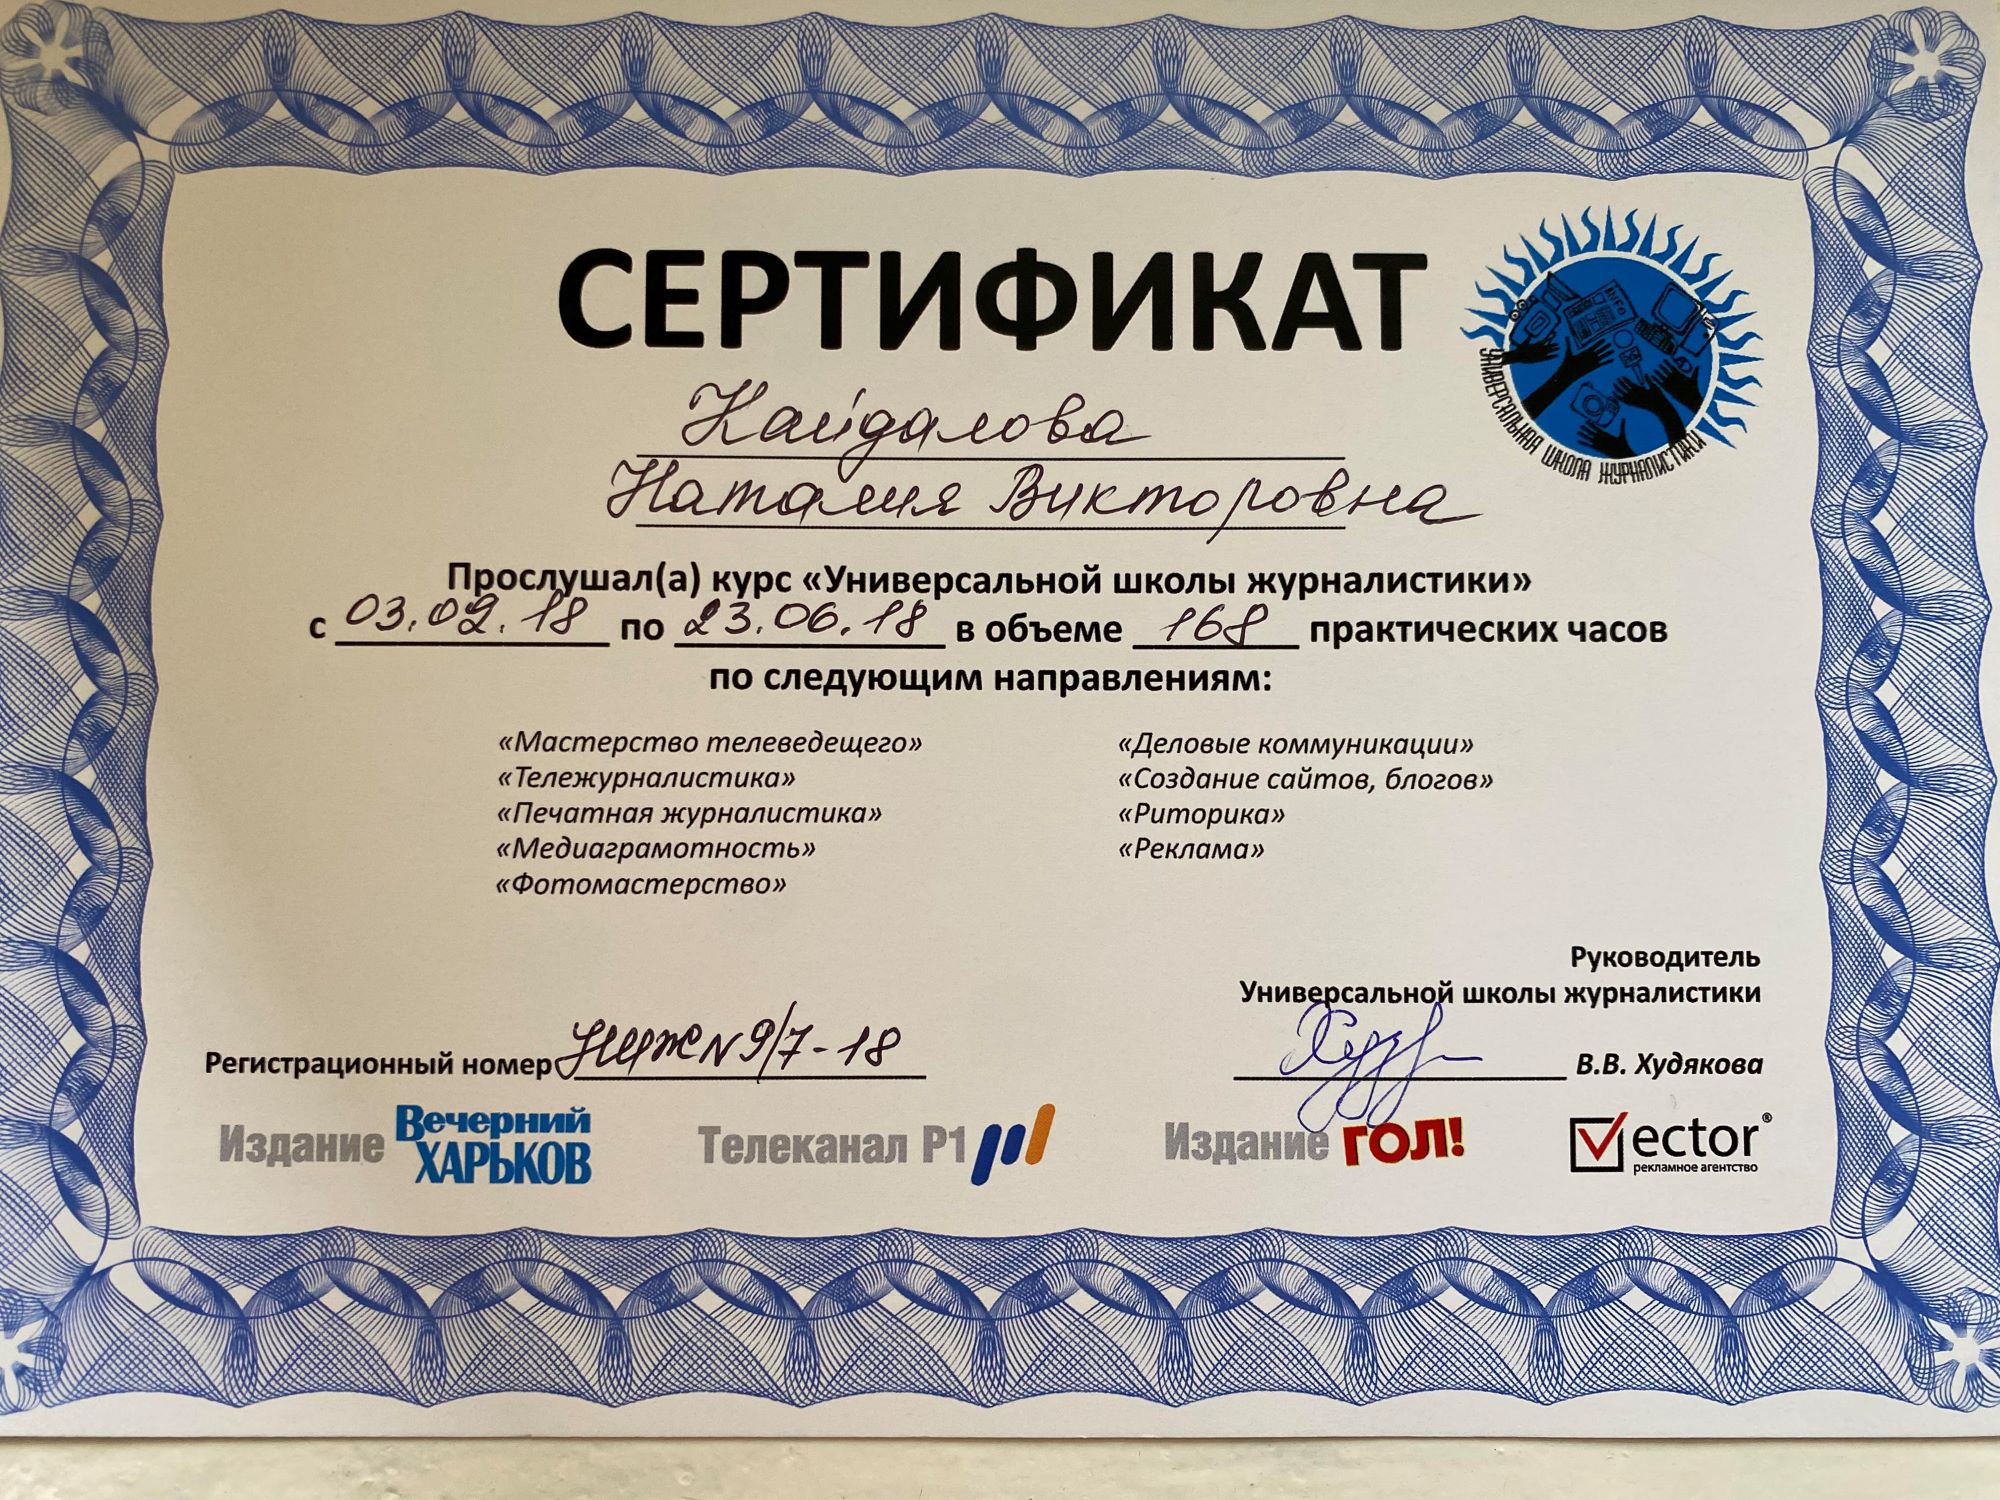 СЕРТИФИКАТ
УНИВЕРСАЛЬНАЯ ШКОЛА ЖУРНАЛИСТИКИ
Кайдалова
Наталия Викторовна
Прослушал(а) курс «Универсальной школы журналистики»
с 03.02.18 по 23.06.18 в объеме 168 практических часов
по следующим направлениям:
«Мастерство телеведещего»
«Тележурналистика»
«Печатная журналистика»
«Медиаграмотность»
«Фотомастерство»
«Деловые коммуникации»
«Создание сайтов, блогов»
«Риторика»
«Реклама»
Руководитель
Универсальной школы журналистики
Регистрационный номер N 9/7-18
В.В. Худякова
Издание Вечерний ХАРЬКОВ
Телеканал Р1
Издание ГОЛ!
Vector®
рекламное агентство